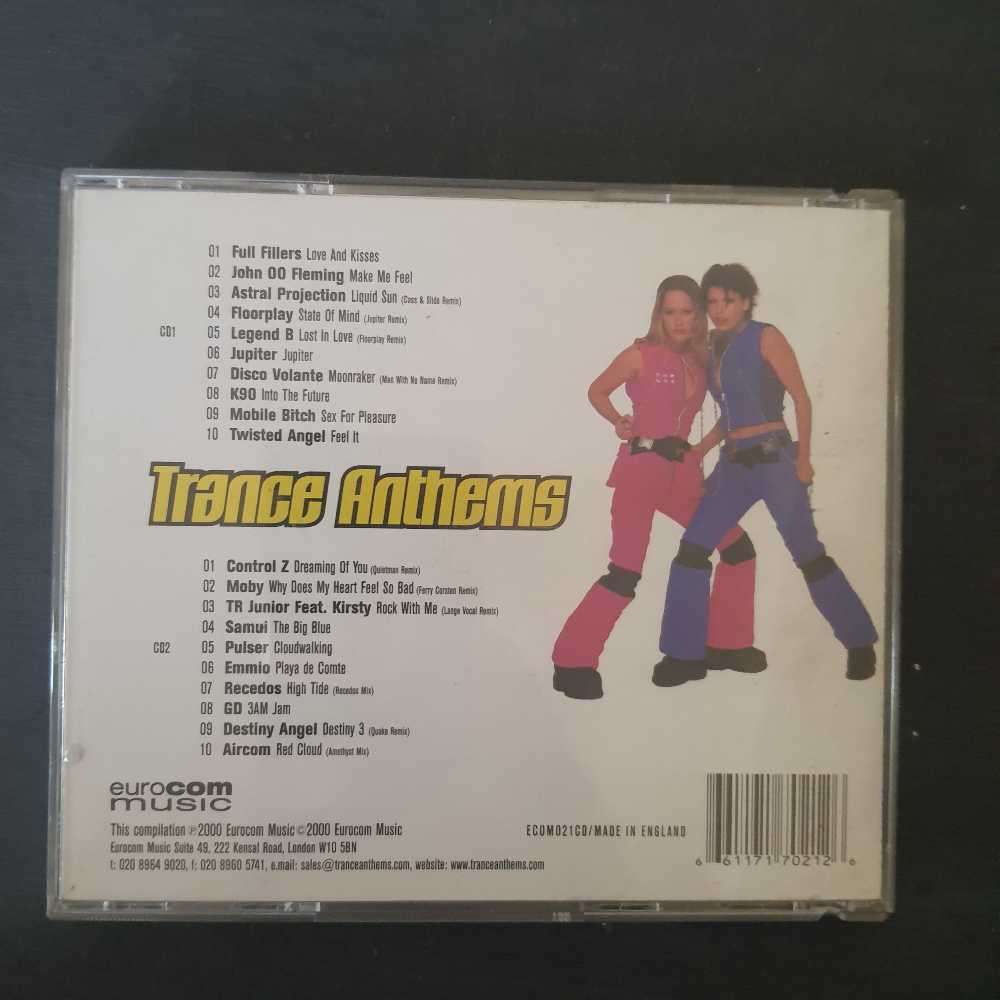 01 Full Fillers Love And Kisses
02 John 00 Fleming Make Me Feel
03 Astral Projection Liquid Sun (Cass & Slide Remix)
04 Floorplay State Of Mind (Jupiter Remix)
CD1 05 Legend B Lost In Love (Floorplay Remix)
06 Jupiter Jupiter
07 Disco Volante Moonraker (Man With No Name Remix)
08 K90 Into The Future
09 Mobile Bitch Sex For Pleasure
10 Twisted Angel Feel It
Trance Anthems
01 Control Z Dreaming Of You (Quietman Remix)
02 Moby Why Does My Heart Feel So Bad (Ferry Corsten Remix)
03 TR Junior Feat. Kirsty Rock With Me (Lange Vocal Remix)
04 Samui The Big Blue
CD2 05 Pulser Cloudwalking
06 Emmio Playa de Comte
07 Recedos High Tide (Recedos Mix)
08 GD 3AM Jam
09 Destiny Angel Destiny 3 (Quake Remix)
10 Aircom Red Cloud (Amethyst Mix)
eurocom
music
This compilation ℗2000 Eurocom Music ©2000 Eurocom Music
Eurocom Music Suite 49, 222 Kensal Road, London W10 5BN
t: 020 8964 9020, f: 020 8960 5741, e.mail: sales@tranceanthems.com, website: www.tranceanthems.com
ECOM021CD/MADE IN ENGLAND
6 61171 70212 6